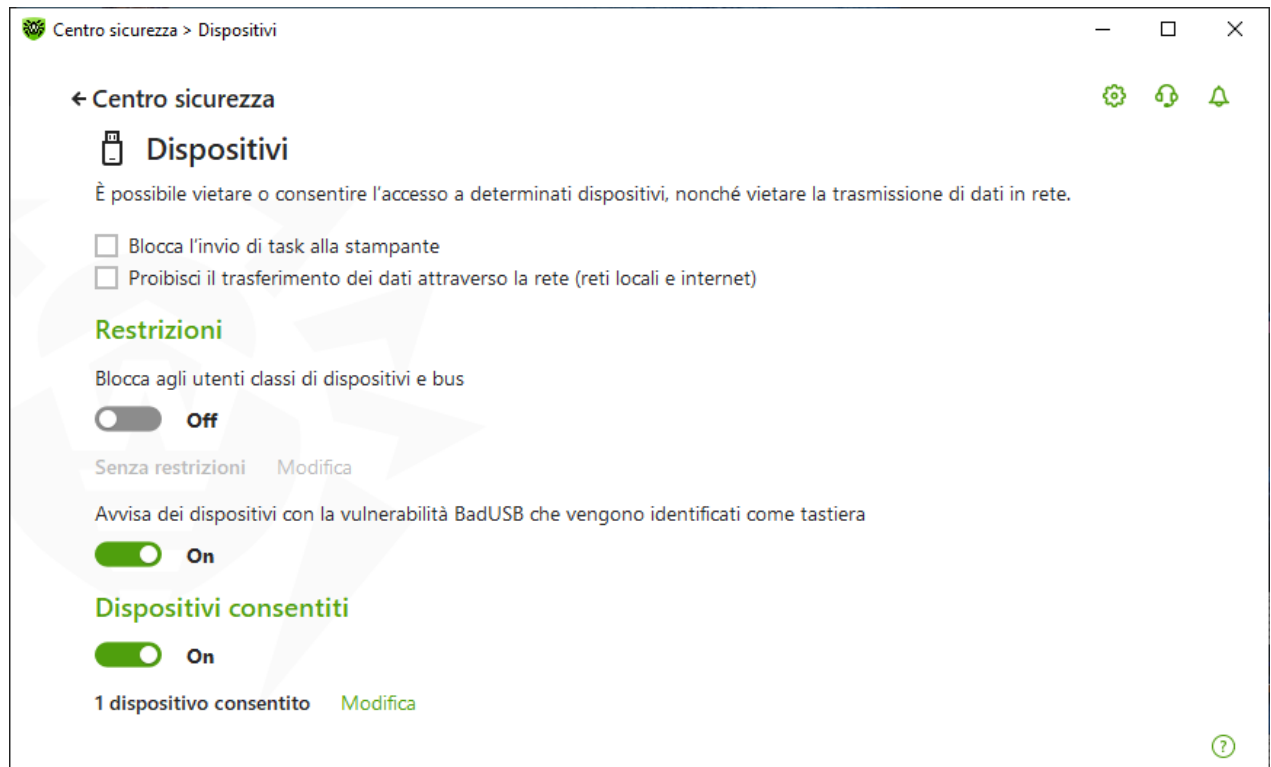 Centro sicurezza > Dispositivi
Centro sicurezza
Dispositivi
È possibile vietare o consentire l'accesso a determinati dispositivi, nonché vietare la trasmissione di dati in rete.
Blocca l'invio di task alla stampante
Proibisci il trasferimento dei dati attraverso la rete (reti locali e internet)
Restrizioni
Blocca agli utenti classi di dispositivi e bus
Off
Senza restrizioni Modifica
Avvisa dei dispositivi con la vulnerabilità BadUSB che vengono identificati come tastiera
On
Dispositivi consentiti
On
1 dispositivo consentito Modifica
?